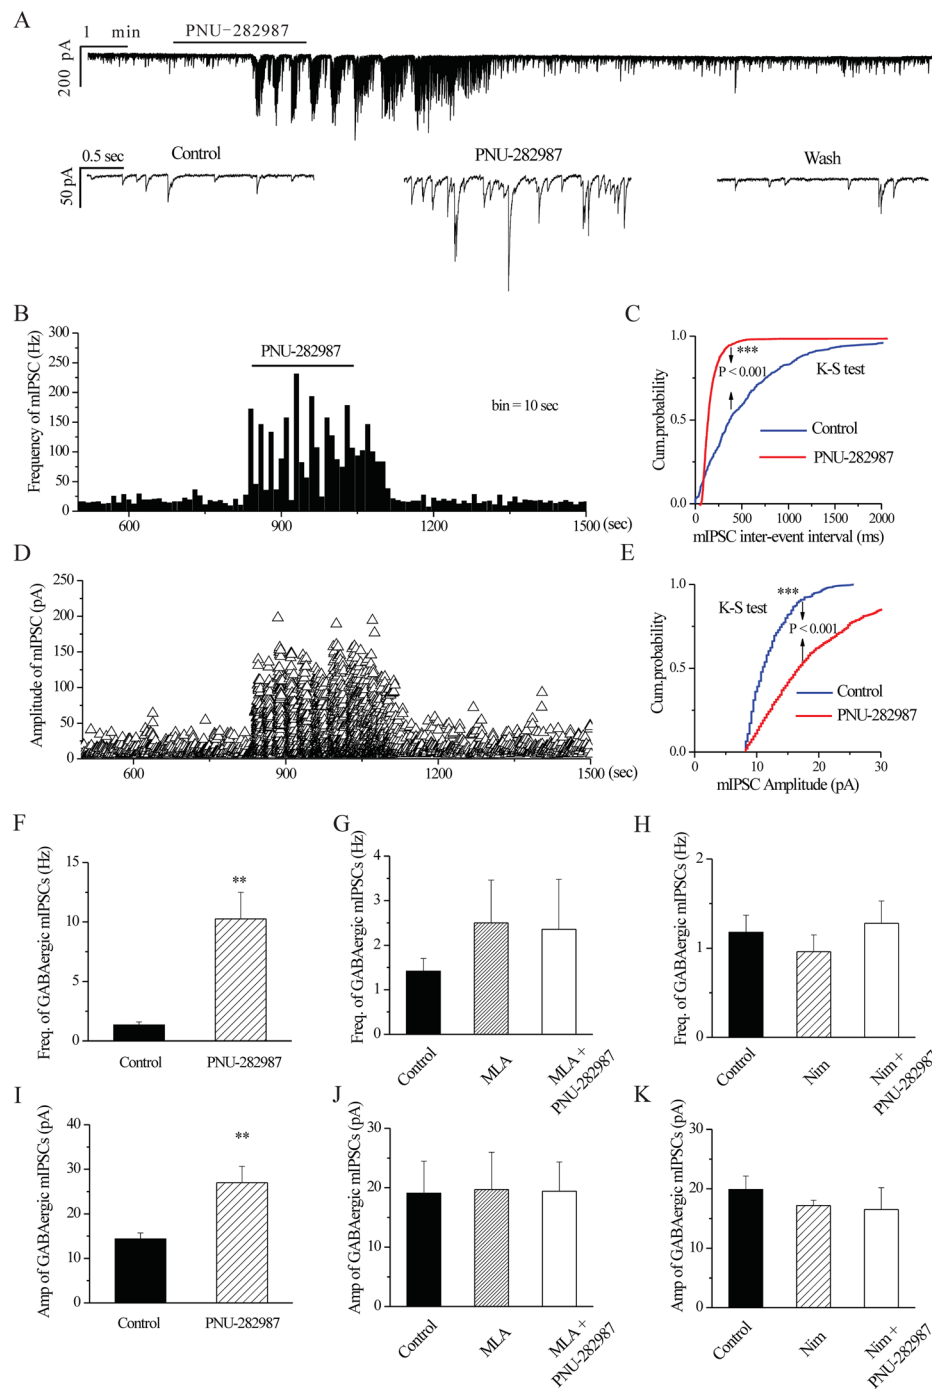 A
1 min
PNU-282987
200 pA
0.5 sec
Control
PNU-282987
Wash
50 pA
B
Frequency of mIPSC (Hz)
300
250
200
150
100
50
0
PNU-282987
bin = 10 sec
600
900
1200
1500 (sec)
C
Cum.probability
1.0
0.5
0.0
***
P < 0.001
K-S test
Control
PNU-282987
0
500
1000
1500
2000
mIPSC inter-event interval (ms)
D
Amplitude of mIPSC (pA)
250
200
150
100
50
0
600
900
1200
1500 (sec)
E
Cum.probability
1.0
0.5
0.0
***
K-S test
P < 0.001
Control
PNU-282987
0
10
20
30
mIPSC Amplitude (pA)
F
Freq. of GABAergic mIPSCs (Hz)
15
10
5
0
**
Control
PNU-282987
G
Freq. of GABAergic mIPSCs (Hz)
4
3
2
1
0
Control
MLA
MLA +
PNU-282987
H
Freq. of GABAergic mIPSCs (Hz)
2
1
0
Control
Nim
Nim +
PNU-282987
I
Amp of GABAergic mIPSCs (pA)
40
30
20
10
0
**
Control
PNU-282987
J
Amp of GABAergic mIPSCs (pA)
30
20
10
0
Control
MLA
MLA +
PNU-282987
K
Amp of GABAergic mIPSCs (pA)
30
20
10
0
Control
Nim
Nim +
PNU-282987